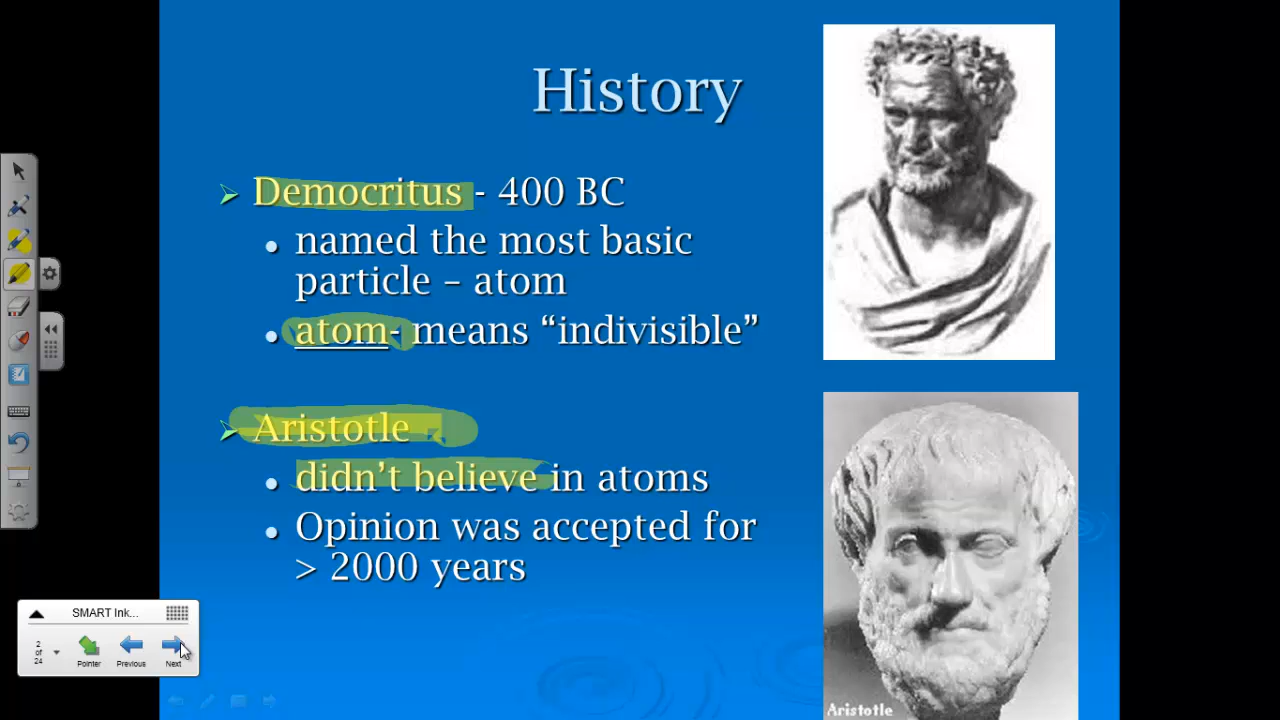 History
Democritus - 400 BC
named the most basic
particle – atom
atom- means “indivisible”
Aristotle
didn’t believe in atoms
Opinion was accepted for
> 2000 years
Aristotle
SMART Ink...
2
of
24
Pointer
Previous
Next